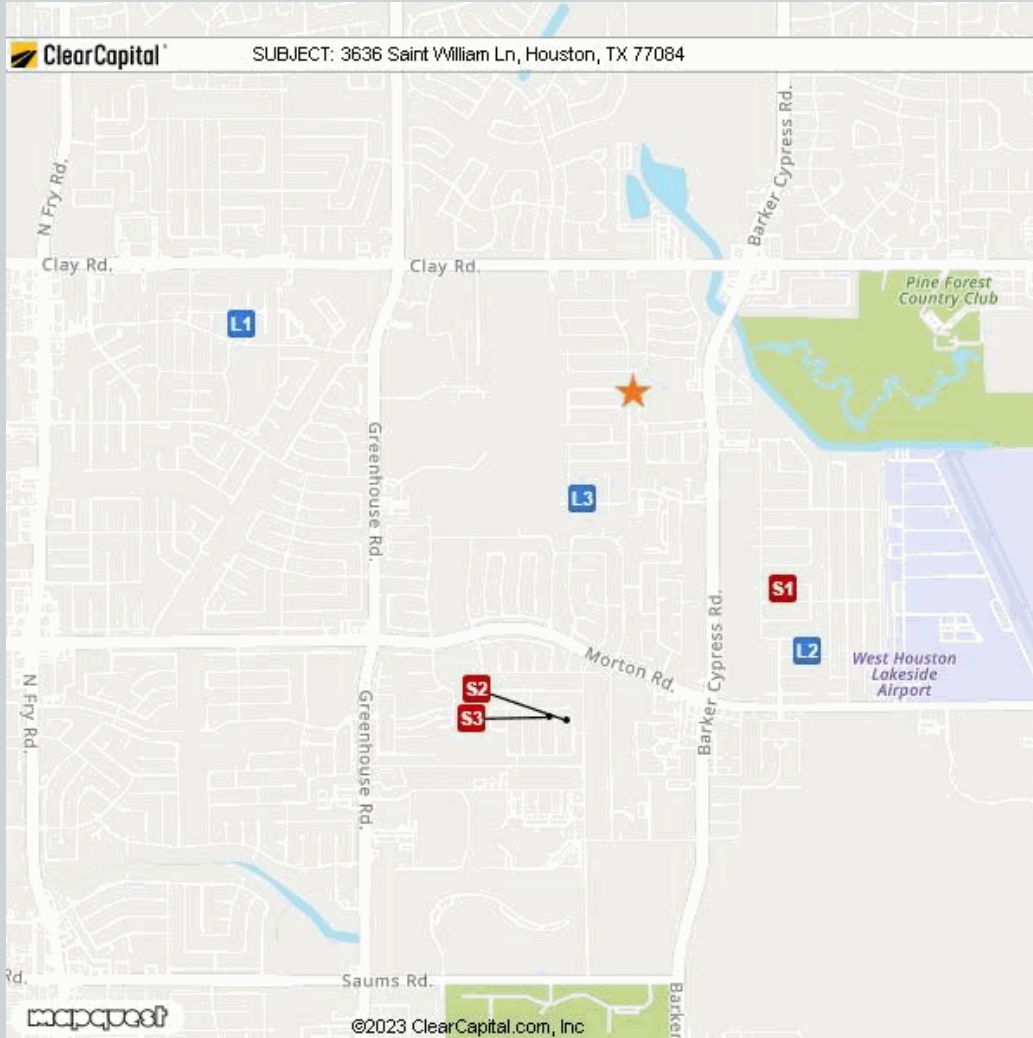 ClearCapital® SUBJECT: 3636 Saint William Ln, Houston, TX 77084
Barker Cypress Rd.
N Fry Rd.
Clay Rd.
Clay Rd.
Pine Forest
Country Club
L1
Greenhouse Rd.
L3
S1
Barker Cypress Rd.
L2
Morton Rd.
West Houston
Lakeside
Airport
S2
S3
N Fry Rd.
Greenhouse Rd.
Rd.
Saums Rd.
Barker
mapquest
©2023 ClearCapital.com, Inc